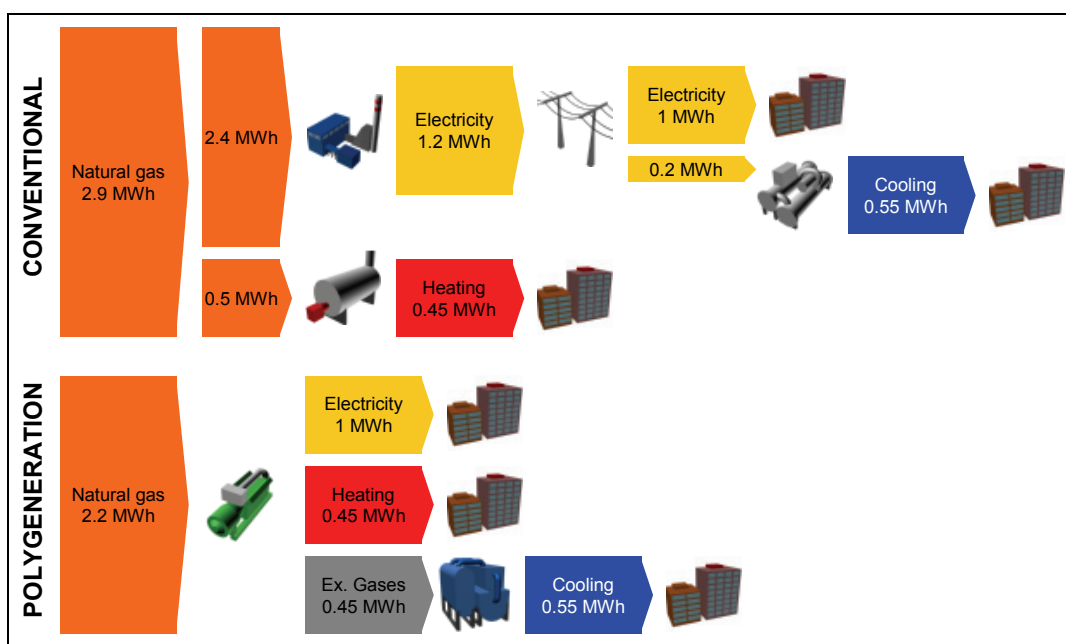 CONVENTIONAL
Natural gas
2.9 MWh
2.4 MWh
Electricity
1.2 MWh
Electricity
1 MWh
0.2 MWh
Cooling
0.55 MWh
0.5 MWh
Heating
0.45 MWh
POLYGENERATION
Natural gas
2.2 MWh
Electricity
1 MWh
Heating
0.45 MWh
Ex. Gases
0.45 MWh
Cooling
0.55 MWh